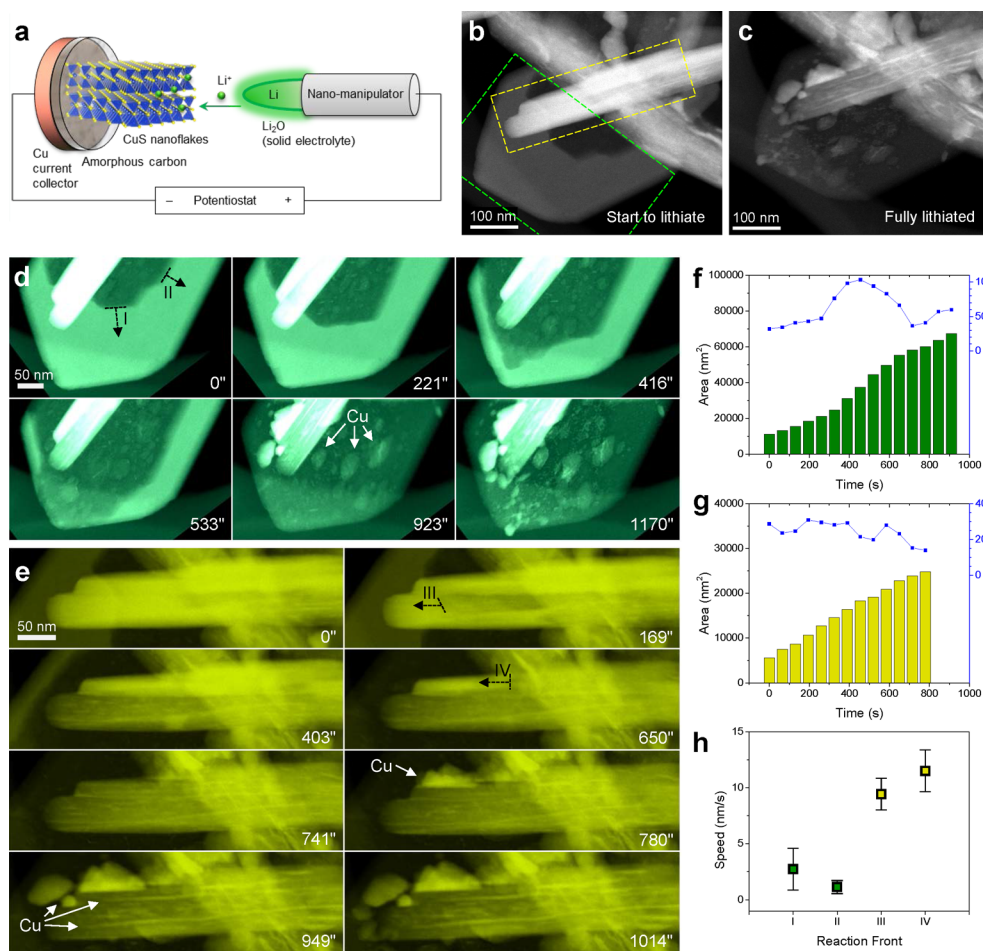 a
Li⁺
Li
Nano-manipulator
CuS nanoflakes
Li₂O
(solid electrolyte)
Amorphous carbon
Cu
current
collector
– Potentiostat +
b
100 nm
Start to lithiate
c
100 nm
Fully lithiated
d
I
II
50 nm
0"
221"
416"
533"
Cu
923"
1170"
e
50 nm
0"
III
169"
403"
IV
650"
741"
Cu
780"
Cu
949"
1014"
f
100000
80000
60000
40000
20000
0
Area (nm²)
0
200
400
600
800
1000
Time (s)
50
0
g
40000
30000
20000
10000
0
Area (nm²)
0
200
400
600
800
1000
Time (s)
0
h
15
10
5
0
Speed (nm/s)
I
II
III
IV
Reaction Front